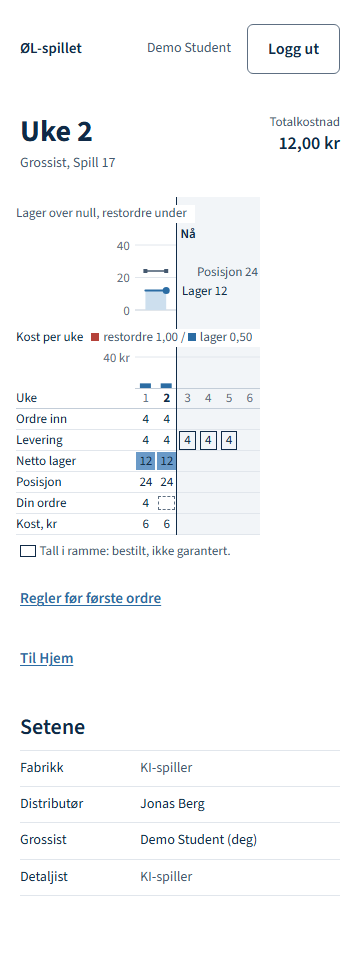 ØL-spillet Demo Student Logg ut
Uke 2
Grossist, Spill 17
Totalkostnad
12,00 kr
Lager over null, restordre under
Nå
40
20
0
Posisjon 24
Lager 12
Kost per uke restordre 1,00 / lager 0,50
40 kr
Uke 1 2 3 4 5 6
Ordre inn 4 4
Levering 4 4 4 4 4
Netto lager 12 12
Posisjon 24 24
Din ordre 4
Kost, kr 6 6
Tall i ramme: bestilt, ikke garantert.
Regler før første ordre
Til Hjem
Setene
Fabrikk KI-spiller
Distributør Jonas Berg
Grossist Demo Student (deg)
Detaljist KI-spiller